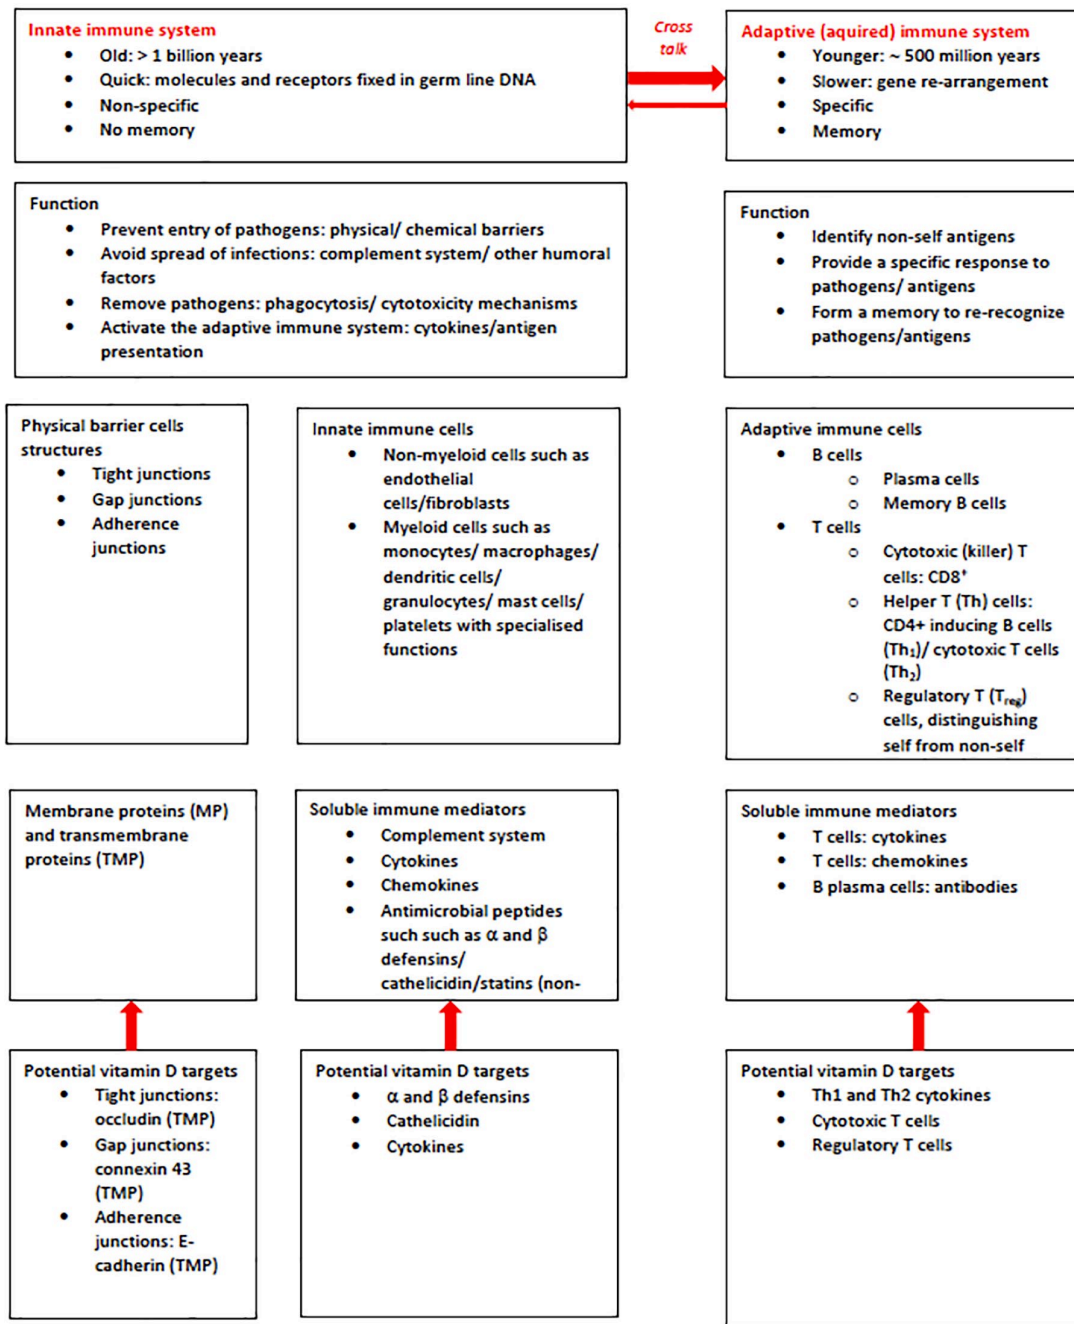 Innate immune system
• Old: > 1 billion years
• Quick: molecules and receptors fixed in germ line DNA
• Non-specific
• No memory
Cross
talk
Adaptive (aquired) immune system
• Younger: ~ 500 million years
• Slower: gene re-arrangement
• Specific
• Memory
Function
• Prevent entry of pathogens: physical/ chemical barriers
• Avoid spread of infections: complement system/ other humoral
factors
• Remove pathogens: phagocytosis/ cytotoxicity mechanisms
• Activate the adaptive immune system: cytokines/antigen
presentation
Function
• Identify non-self antigens
• Provide a specific response to
pathogens/ antigens
• Form a memory to re-recognize
pathogens/antigens
Physical barrier cells
structures
• Tight junctions
• Gap junctions
• Adherence
junctions
Innate immune cells
• Non-myeloid cells such as
endothelial
cells/fibroblasts
• Myeloid cells such as
monocytes/ macrophages/
dendritic cells/
granulocytes/ mast cells/
platelets with specialised
functions
Adaptive immune cells
• B cells
o Plasma cells
o Memory B cells
• T cells
o Cytotoxic (killer) T
cells: CD8⁺
o Helper T (Th) cells:
CD4+ inducing B cells
(Th₁)/ cytotoxic T cells
(Th₂)
o Regulatory T (Treg)
cells, distinguishing
self from non-self
Membrane proteins (MP)
and transmembrane
proteins (TMP)
Soluble immune mediators
• Complement system
• Cytokines
• Chemokines
• Antimicrobial peptides
such such as α and β
defensins/
cathelicidin/statins (non-
Soluble immune mediators
• T cells: cytokines
• T cells: chemokines
• B plasma cells: antibodies
Potential vitamin D targets
• Tight junctions:
occludin (TMP)
• Gap junctions:
connexin 43
(TMP)
• Adherence
junctions: E-
cadherin (TMP)
Potential vitamin D targets
• α and β defensins
• Cathelicidin
• Cytokines
Potential vitamin D targets
• Th1 and Th2 cytokines
• Cytotoxic T cells
• Regulatory T cells